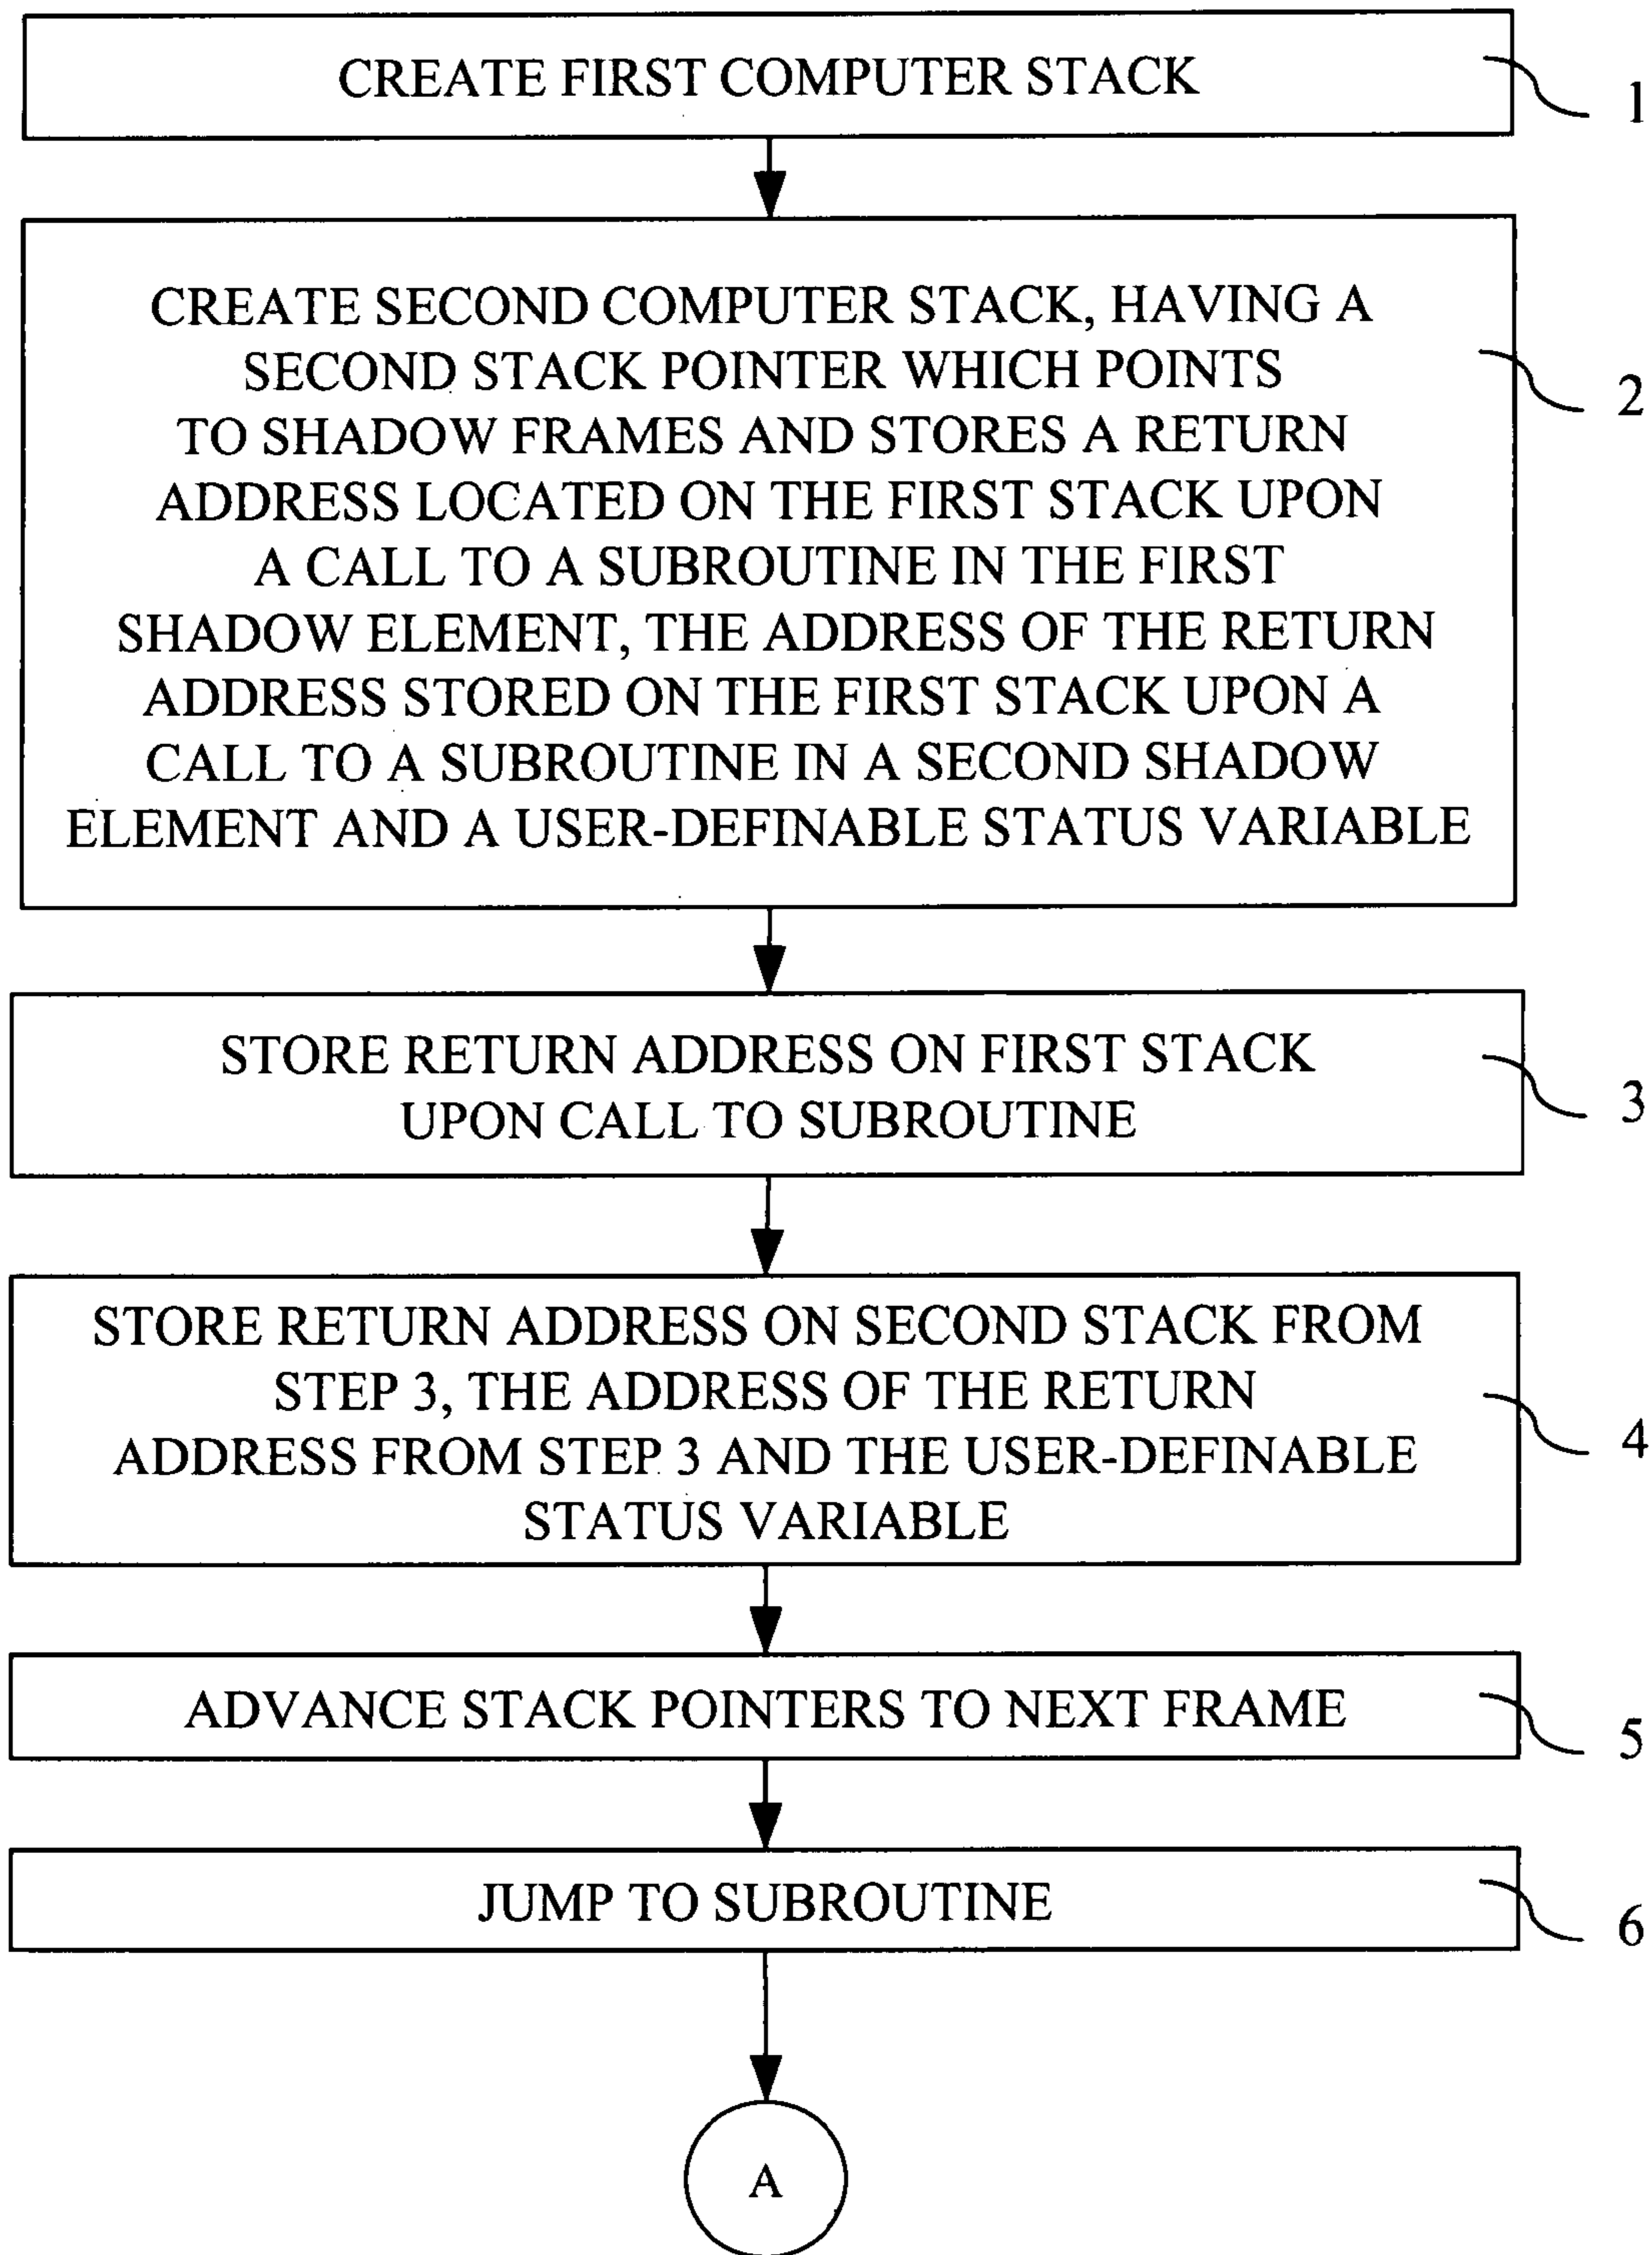 CREATE FIRST COMPUTER STACK
1
CREATE SECOND COMPUTER STACK, HAVING A
SECOND STACK POINTER WHICH POINTS
TO SHADOW FRAMES AND STORES A RETURN
ADDRESS LOCATED ON THE FIRST STACK UPON
A CALL TO A SUBROUTINE IN THE FIRST
SHADOW ELEMENT, THE ADDRESS OF THE RETURN
ADDRESS STORED ON THE FIRST STACK UPON A
CALL TO A SUBROUTINE IN A SECOND SHADOW
ELEMENT AND A USER-DEFINABLE STATUS VARIABLE
2
STORE RETURN ADDRESS ON FIRST STACK
UPON CALL TO SUBROUTINE
3
STORE RETURN ADDRESS ON SECOND STACK FROM
STEP 3, THE ADDRESS OF THE RETURN
ADDRESS FROM STEP 3 AND THE USER-DEFINABLE
STATUS VARIABLE
4
ADVANCE STACK POINTERS TO NEXT FRAME
5
JUMP TO SUBROUTINE
6
A